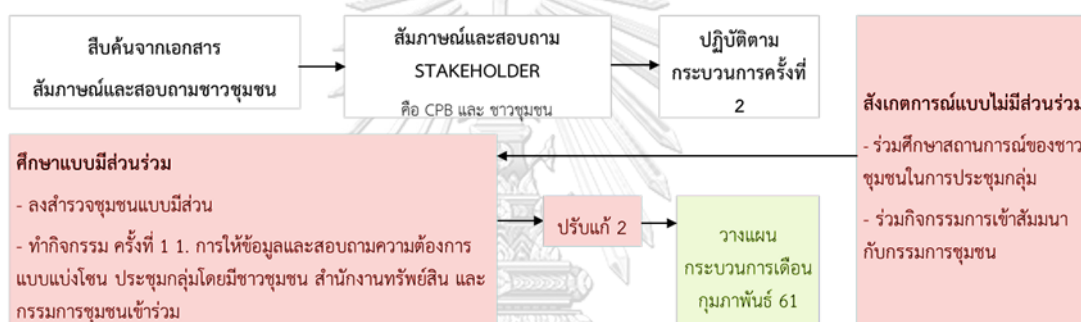 สืบค้นจากเอกสาร
สัมภาษณ์และสอบถามชาวชุมชน
สัมภาษณ์และสอบถาม
STAKEHOLDER
คือ CPB และ ชาวชุมชน
ปฏิบัติตาม
กระบวนการครั้งที่
2
สังเกตการณ์แบบไม่มีส่วนร่วม
- ร่วมศึกษาสถานการณ์ของชาว
ชุมชนในการประชุมกลุ่ม
- ร่วมกิจกรรมการเข้าสัมมนา
กับกรรมการชุมชน
ศึกษาแบบมีส่วนร่วม
- ลงสำรวจชุมชนแบบมีส่วน
- ทำกิจกรรม ครั้งที่ 1 1. การให้ข้อมูลและสอบถามความต้องการ
แบบแบ่งโซน ประชุมกลุ่มโดยมีชาวชุมชน สำนักงานทรัพย์สิน และ
กรรมการชุมชนเข้าร่วม
ปรับแก้ 2
วางแผน
กระบวนการเดือน
กุมภาพันธ์ 61